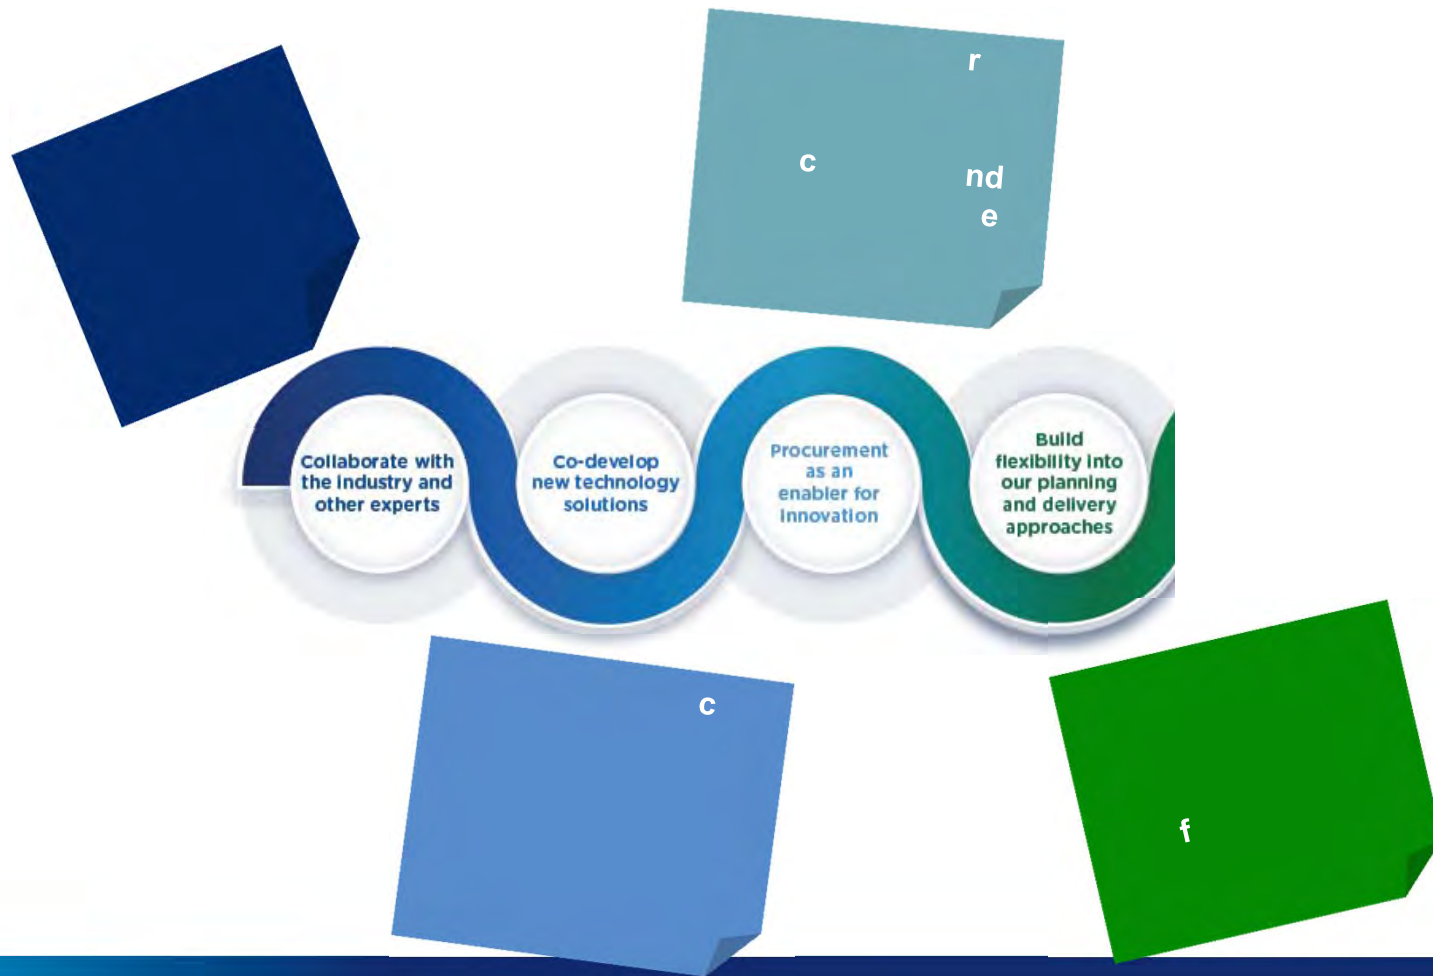 r
c
nd
e
Collaborate with
the industry and
other experts
Co-develop
new technology
solutions
Procurement
as an
enabler for
innovation
Build
flexibility into
our planning
and delivery
approaches
c
f